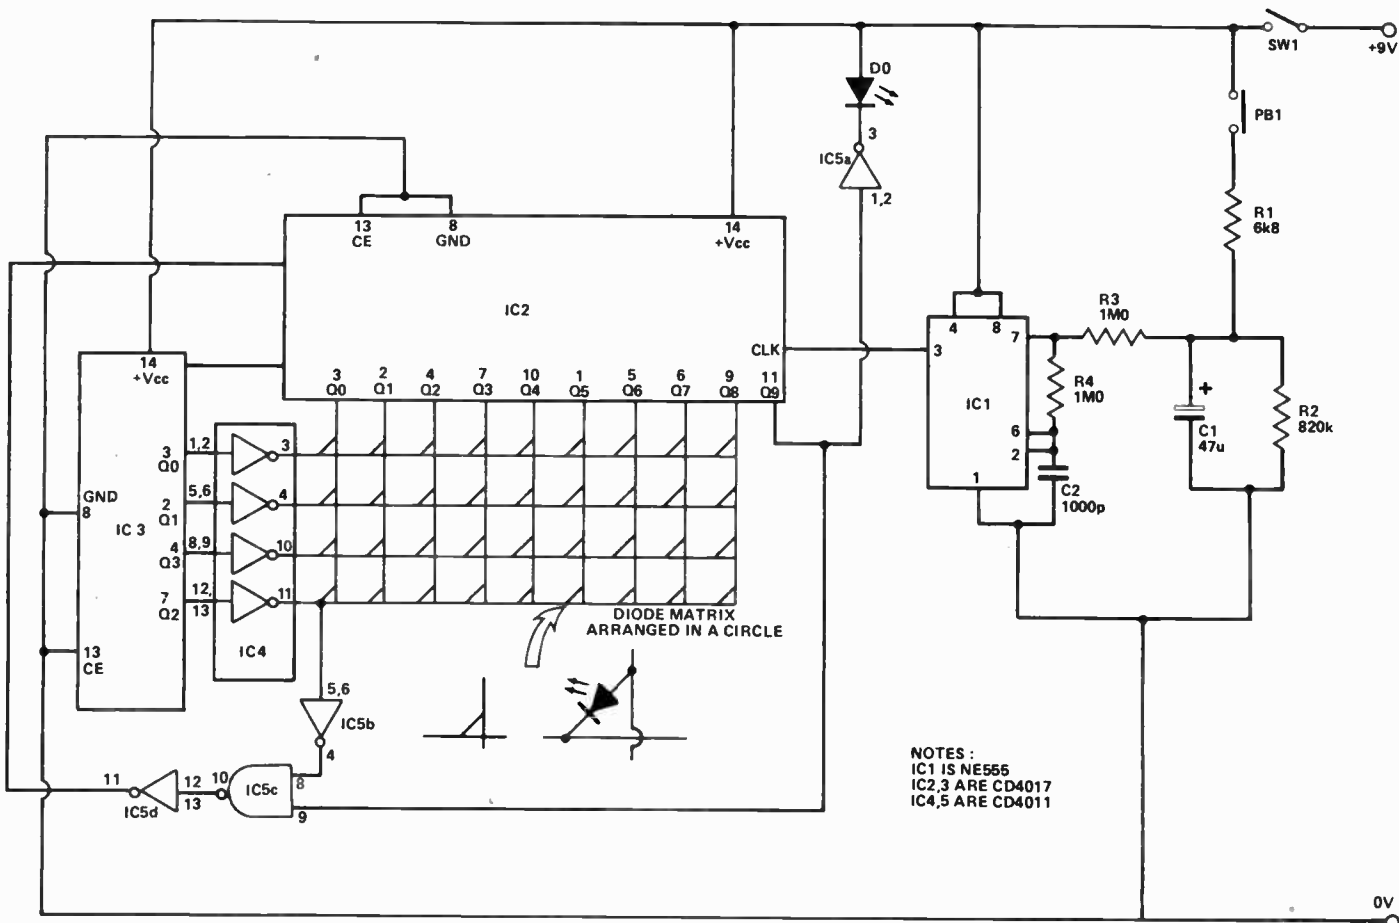 SW1
+9V
D0
3
IC5a
1,2
PB1
R1
6k8
13
CE
8
GND
14
+Vcc
IC2
CLK
3 2 4 7 10 1 5 6 9 11
Q0 Q1 Q2 Q3 Q4 Q5 Q6 Q7 Q8 Q9
4 8
3
7
IC1
6
2
1
R3
1M0
R4
1M0
C2
1000p
+
C1
47u
R2
820k
14
+Vcc
3
Q0
1,2
3
GND
8
IC 3
2
Q1
5,6
4
4
Q3
8,9
10
7
Q2
12,
13
11
IC4
13
CE
DIODE MATRIX
ARRANGED IN A CIRCLE
5,6
IC5b
4
8
9
IC5c
10
12
13
IC5d
11
NOTES :
IC1 IS NE555
IC2,3 ARE CD4017
IC4,5 ARE CD4011
0V